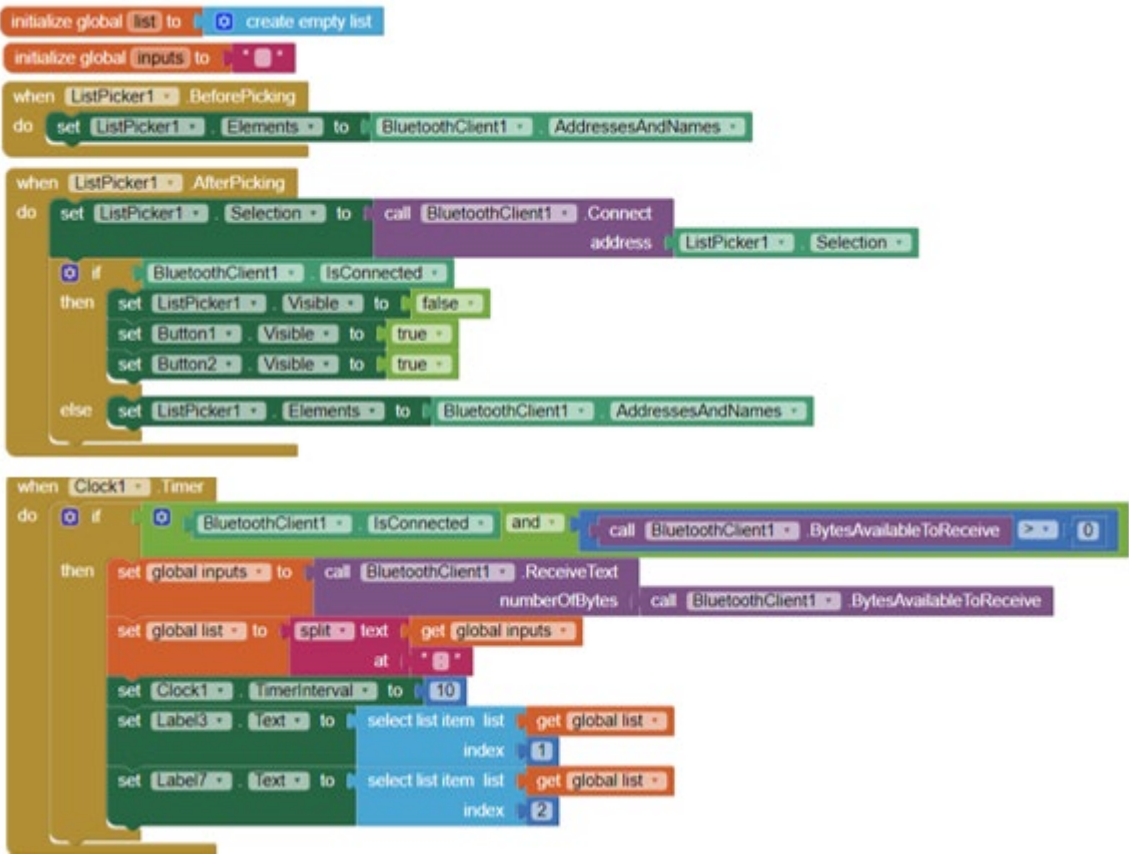 initialize global list to create empty list
initialize global inputs to " "
when ListPicker1 .BeforePicking
do set ListPicker1 . Elements to BluetoothClient1 . AddressesAndNames
when ListPicker1 .AfterPicking
do set ListPicker1 . Selection to call BluetoothClient1 .Connect
address ListPicker1 . Selection
if BluetoothClient1 . IsConnected
then set ListPicker1 . Visible to false
set Button1 . Visible to true
set Button2 . Visible to true
else set ListPicker1 . Elements to BluetoothClient1 . AddressesAndNames
when Clock1 .Timer
do if BluetoothClient1 . IsConnected and call BluetoothClient1 .BytesAvailableToReceive > 0
then set global inputs to call BluetoothClient1 .ReceiveText
numberOfBytes call BluetoothClient1 .BytesAvailableToReceive
set global list to split text get global inputs
at " "
set Clock1 . TimerInterval to 10
set Label3 . Text to select list item list get global list
index 1
set Label7 . Text to select list item list get global list
index 2